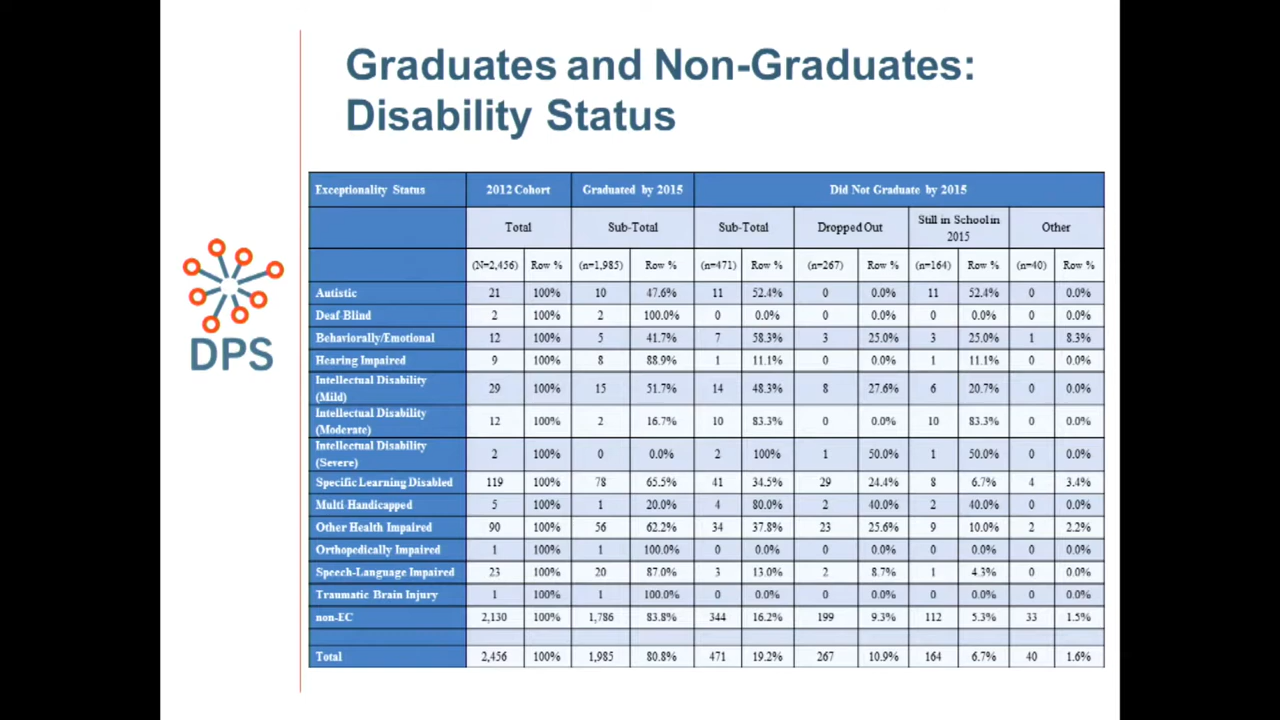 Graduates and Non-Graduates:
Disability Status
Exceptionality Status 2012 Cohort Graduated by 2015 Did Not Graduate by 2015
Total Sub-Total Sub-Total Dropped Out Still in School in 2015 Other
(N=2,456) Row % (n=1,985) Row % (n=471) Row % (n=267) Row % (n=164) Row % (n=40) Row %
Autistic 21 100% 10 47.6% 11 52.4% 0 0.0% 11 52.4% 0 0.0%
Deaf Blind 2 100% 2 100.0% 0 0.0% 0 0.0% 0 0.0% 0 0.0%
Behaviorally/Emotional 12 100% 5 41.7% 7 58.3% 3 25.0% 3 25.0% 1 8.3%
Hearing Impaired 9 100% 8 88.9% 1 11.1% 0 0.0% 1 11.1% 0 0.0%
Intellectual Disability (Mild) 29 100% 15 51.7% 14 48.3% 8 27.6% 6 20.7% 0 0.0%
Intellectual Disability (Moderate) 12 100% 2 16.7% 10 83.3% 0 0.0% 10 83.3% 0 0.0%
Intellectual Disability (Severe) 2 100% 0 0.0% 2 100% 1 50.0% 1 50.0% 0 0.0%
Specific Learning Disabled 119 100% 78 65.5% 41 34.5% 29 24.4% 8 6.7% 4 3.4%
Multi Handicapped 5 100% 1 20.0% 4 80.0% 2 40.0% 2 40.0% 0 0.0%
Other Health Impaired 90 100% 56 62.2% 34 37.8% 23 25.6% 9 10.0% 2 2.2%
Orthopedically Impaired 1 100% 1 100.0% 0 0.0% 0 0.0% 0 0.0% 0 0.0%
Speech-Language Impaired 23 100% 20 87.0% 3 13.0% 2 8.7% 1 4.3% 0 0.0%
Traumatic Brain Injury 1 100% 1 100.0% 0 0.0% 0 0.0% 0 0.0% 0 0.0%
non-EC 2,130 100% 1,786 83.8% 344 16.2% 199 9.3% 112 5.3% 33 1.5%
Total 2,456 100% 1,985 80.8% 471 19.2% 267 10.9% 164 6.7% 40 1.6%
DPS